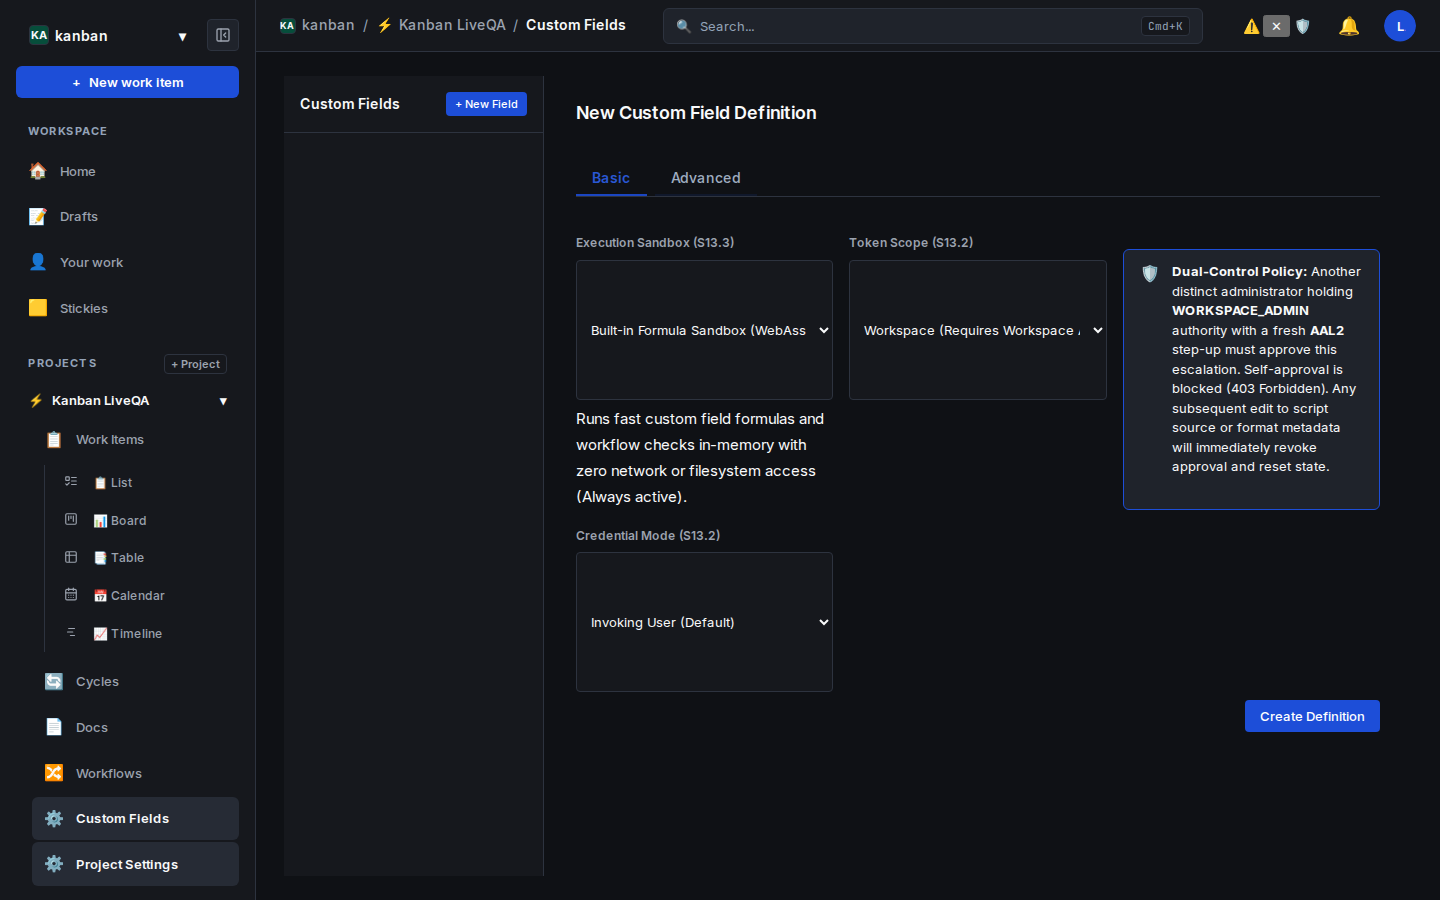 KA kanban ▾
+ New work item
WORKSPACE
Home
Drafts
Your work
Stickies
PROJECTS
+ Project
Kanban LiveQA ▾
Work Items
List
Board
Table
Calendar
Timeline
Cycles
Docs
Workflows
Custom Fields
Project Settings
KA kanban / ⚡ Kanban LiveQA / Custom Fields
Search...
Cmd+K
✕
L
Custom Fields
+ New Field
New Custom Field Definition
Basic
Advanced
Execution Sandbox (S13.3)
Built-in Formula Sandbox (WebAss
Runs fast custom field formulas and
workflow checks in-memory with
zero network or filesystem access
(Always active).
Token Scope (S13.2)
Workspace (Requires Workspace
Dual-Control Policy: Another
distinct administrator holding
WORKSPACE_ADMIN
authority with a fresh AAL2
step-up must approve this
escalation. Self-approval is
blocked (403 Forbidden). Any
subsequent edit to script
source or format metadata
will immediately revoke
approval and reset state.
Credential Mode (S13.2)
Invoking User (Default)
Create Definition